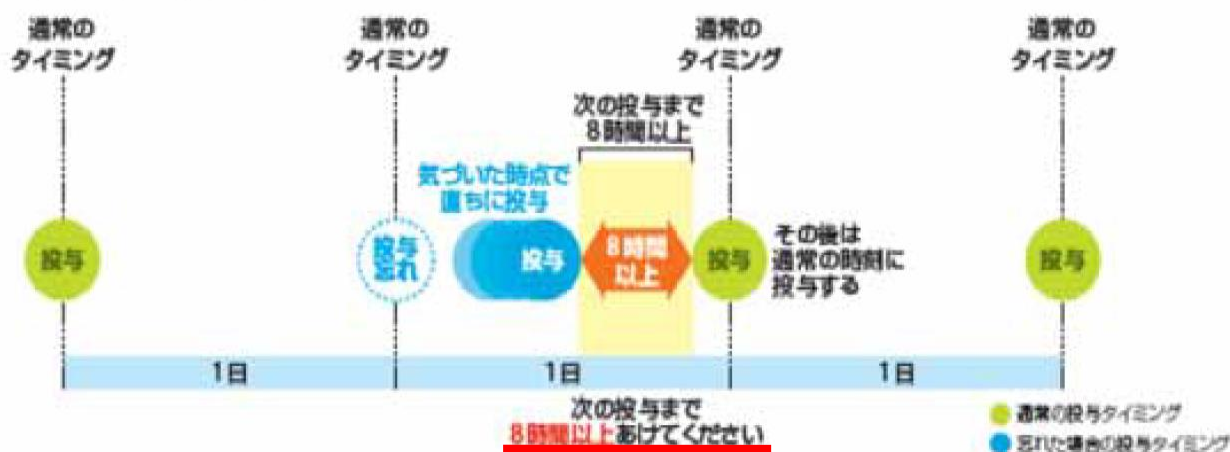 通常の
タイミング
通常の
タイミング
通常の
タイミング
通常の
タイミング
次の投与まで
8時間以上
気づいた時点で
直ちに投与
投与
投与
忘れ
投与
8時間
以上
投与
その後は
通常の時刻に
投与する
投与
1日
1日
1日
次の投与まで
8時間以上あけてください
通常の投与タイミング
忘れた場合の投与タイミング